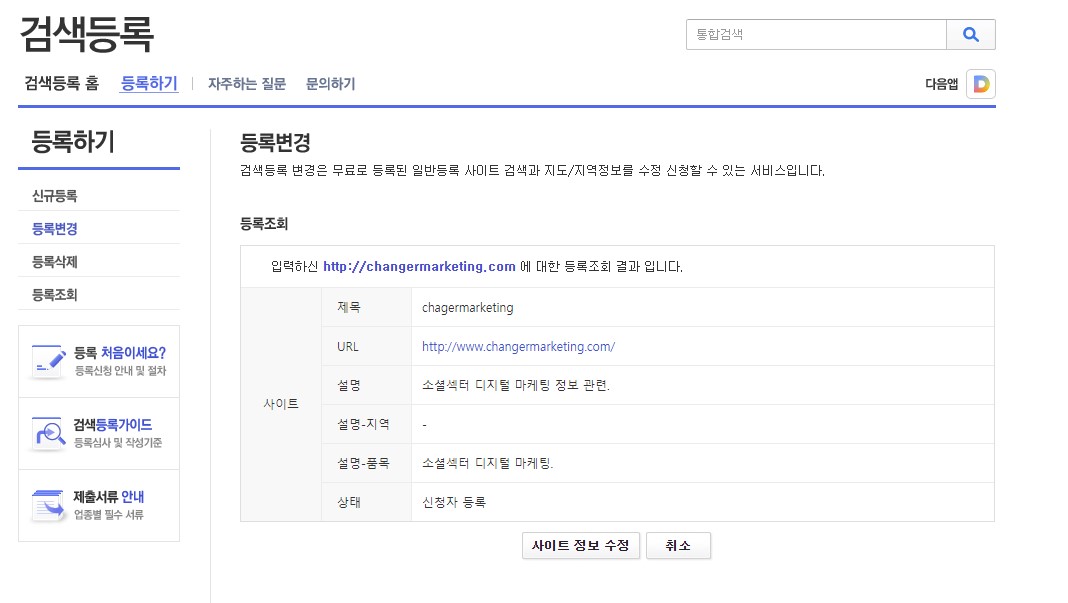 검색등록
통합검색
검색등록 홈 등록하기 자주하는 질문 문의하기 다음앱 D
등록하기
신규등록
등록변경
등록삭제
등록조회
등록 처음이세요?
등록신청 안내 및 절차
검색등록가이드
등록심사 및 작성기준
제출서류 안내
업종별 필수 서류
등록변경
검색등록 변경은 무료로 등록된 일반등록 사이트 검색과 지도/지역정보를 수정 신청할 수 있는 서비스입니다.
등록조회
입력하신 http://changermarketing.com 에 대한 등록조회 결과 입니다.
사이트
제목 chagermarketing
URL http://www.changermarketing.com/
설명 소셜섹터 디지털 마케팅 정보 관련.
설명-지역 -
설명-품목 소셜섹터 디지털 마케팅.
상태 신청자 등록
사이트 정보 수정 취소